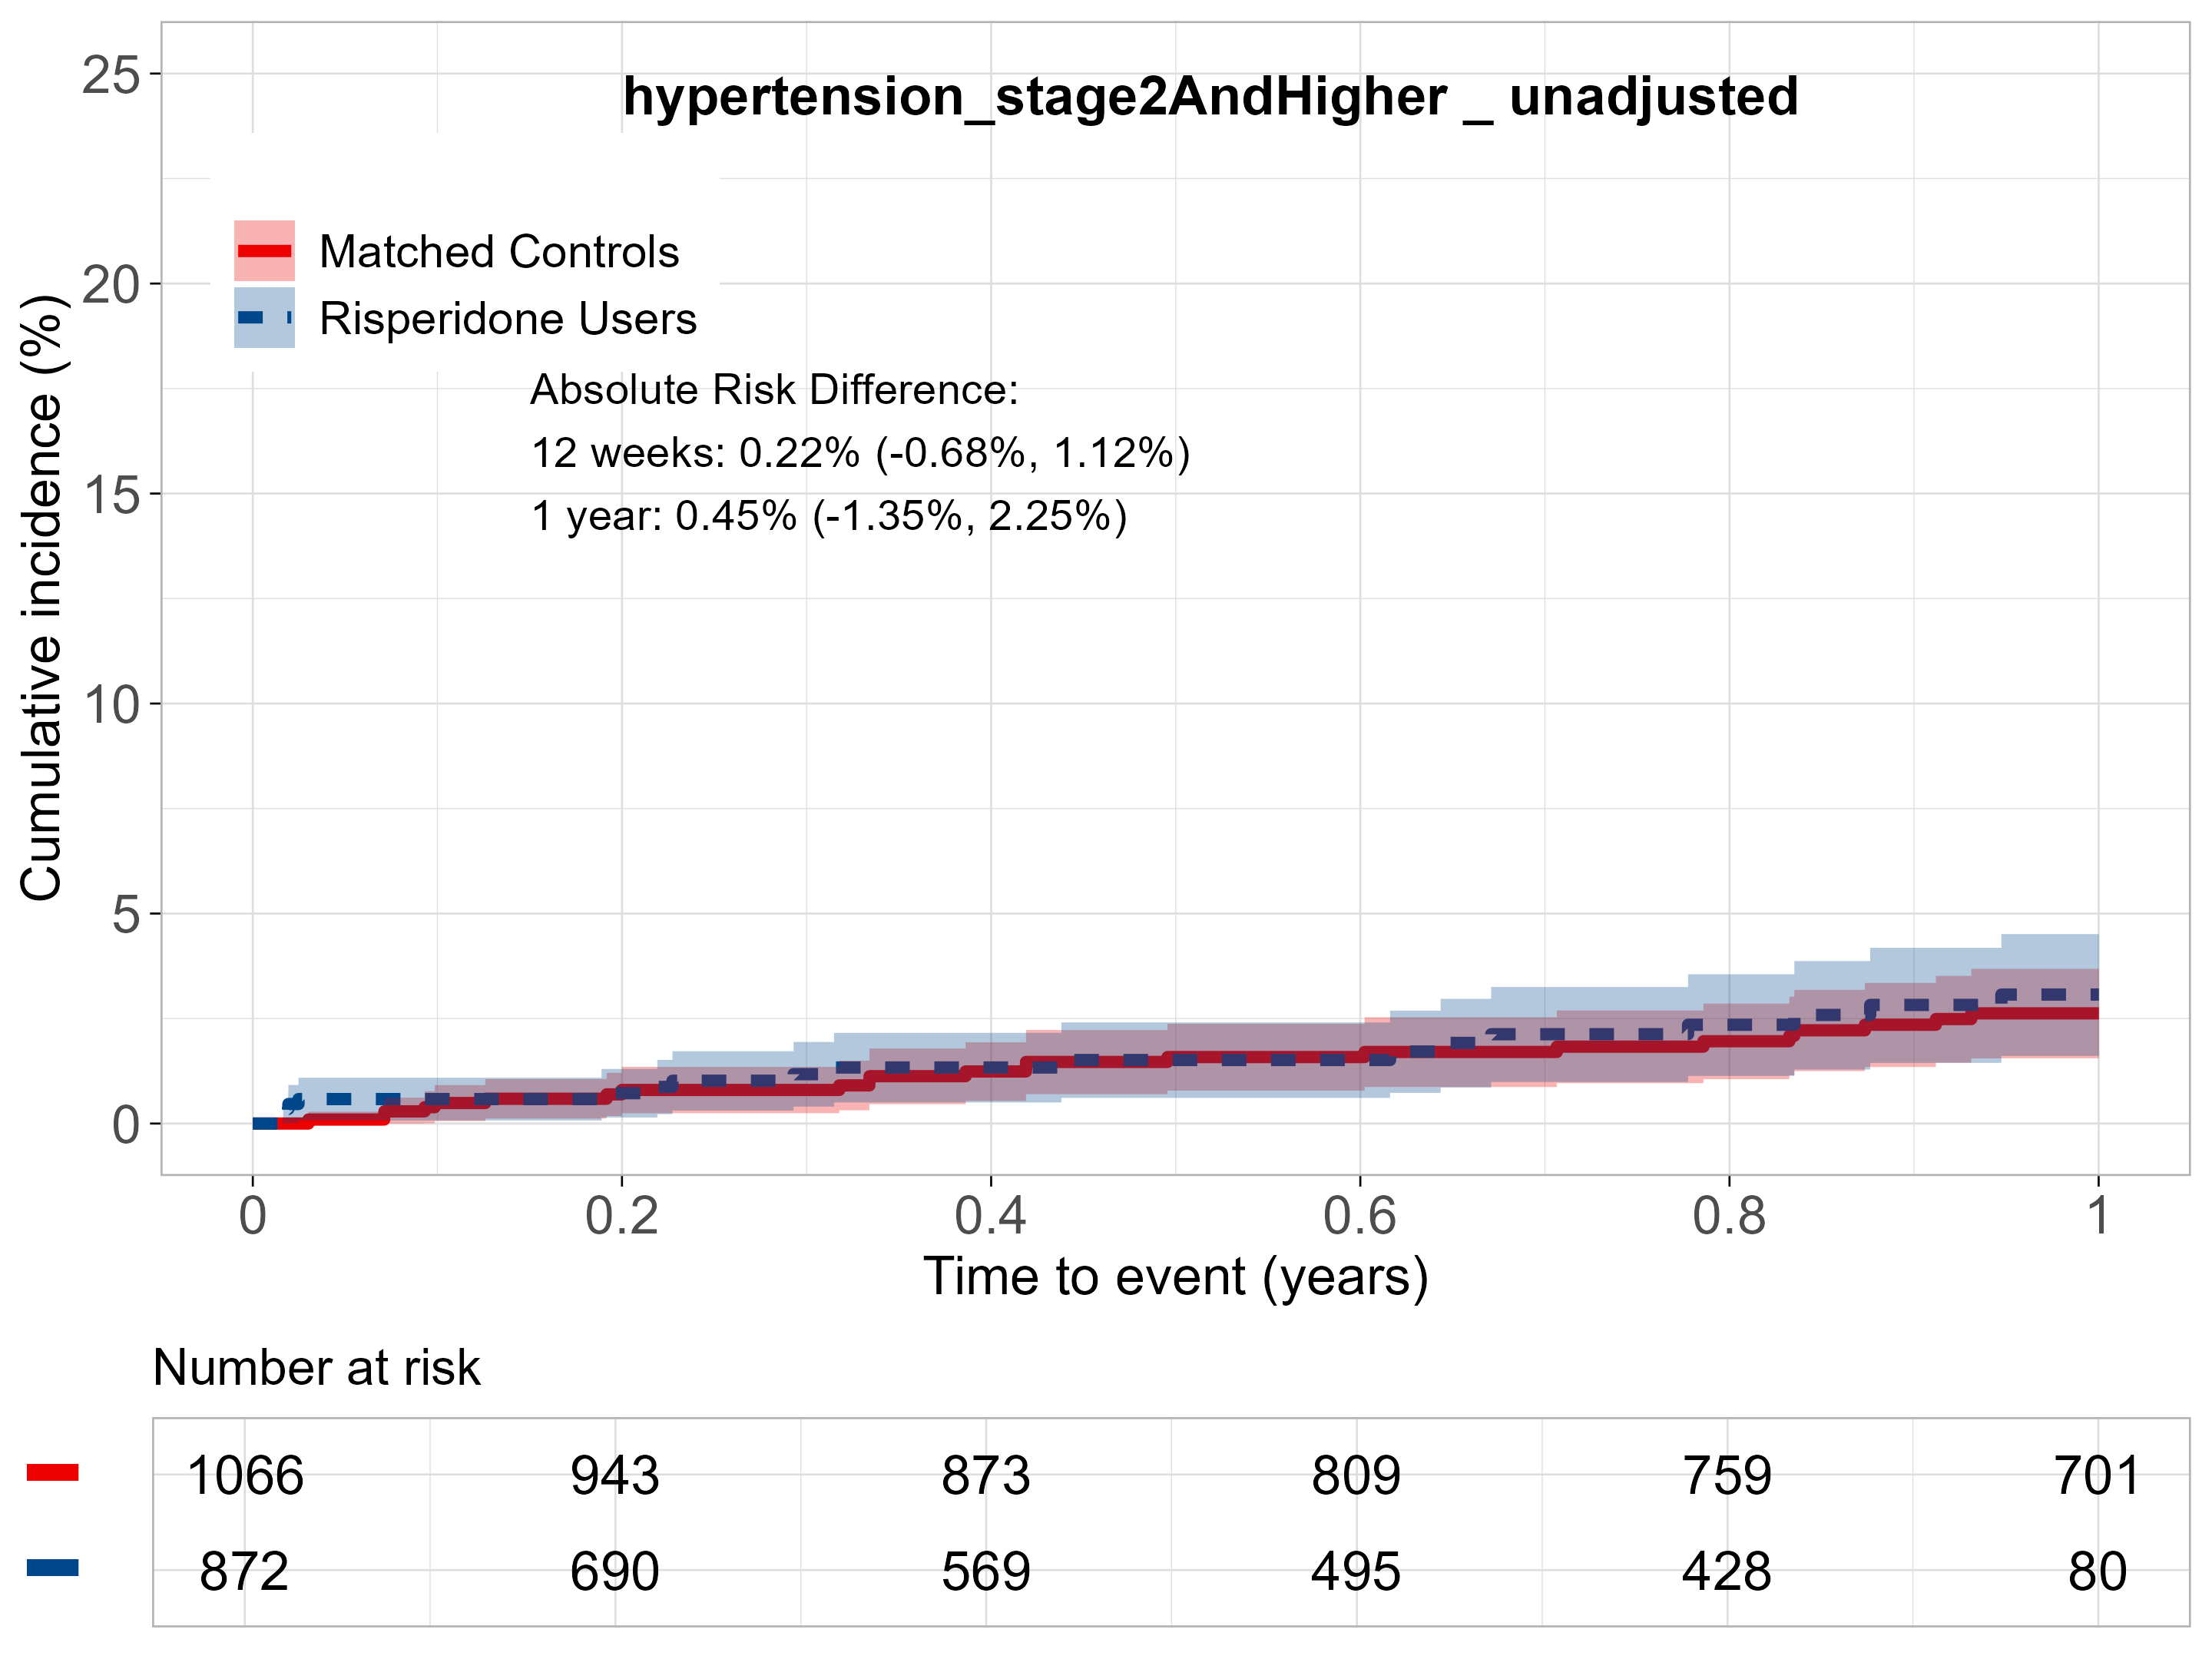 hypertension_stage2AndHigher _ unadjusted
Matched Controls
Risperidone Users
Absolute Risk Difference:
12 weeks: 0.22% (-0.68%, 1.12%)
1 year: 0.45% (-1.35%, 2.25%)
Cumulative incidence (%)
25
20
15
10
5
0
0 0.2 0.4 0.6 0.8 1
Time to event (years)
Number at risk
1066 943 873 809 759 701
872 690 569 495 428 80